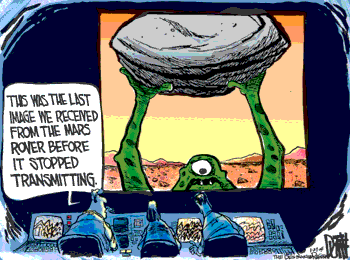 THIS WAS THE LAST
IMAGE WE RECEIVED
FROM THE MARS
ROVER BEFORE
IT STOPPED
TRANSMITTING.